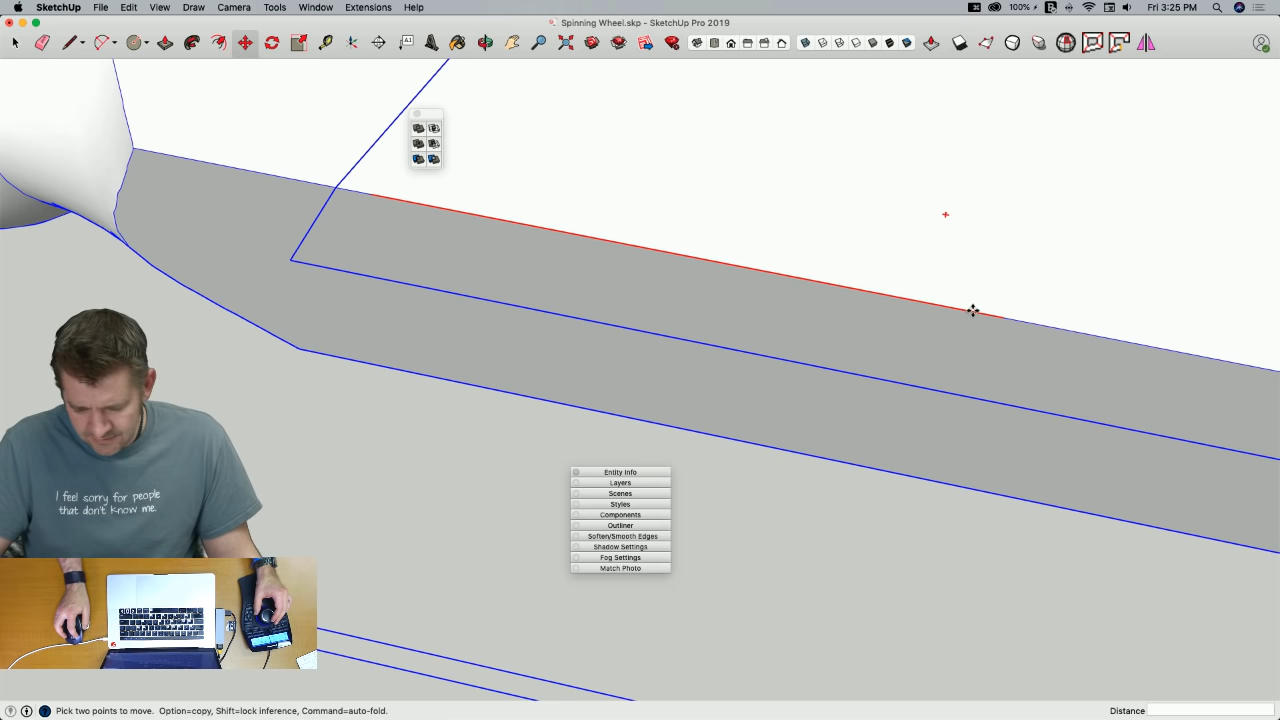 SketchUp File Edit View Draw Camera Tools Window Extensions Help
100% Fri 3:25 PM
Spinning Wheel.skp - SketchUp Pro 2019
A1
Entity Info
Layers
Scenes
Styles
Components
Outliner
Soften/Smooth Edges
Shadow Settings
Fog Settings
Match Photo
I feel sorry for people
that don't know me.
Pick two points to move. Option=copy, Shift=lock inference, Command=auto-fold.
Distance